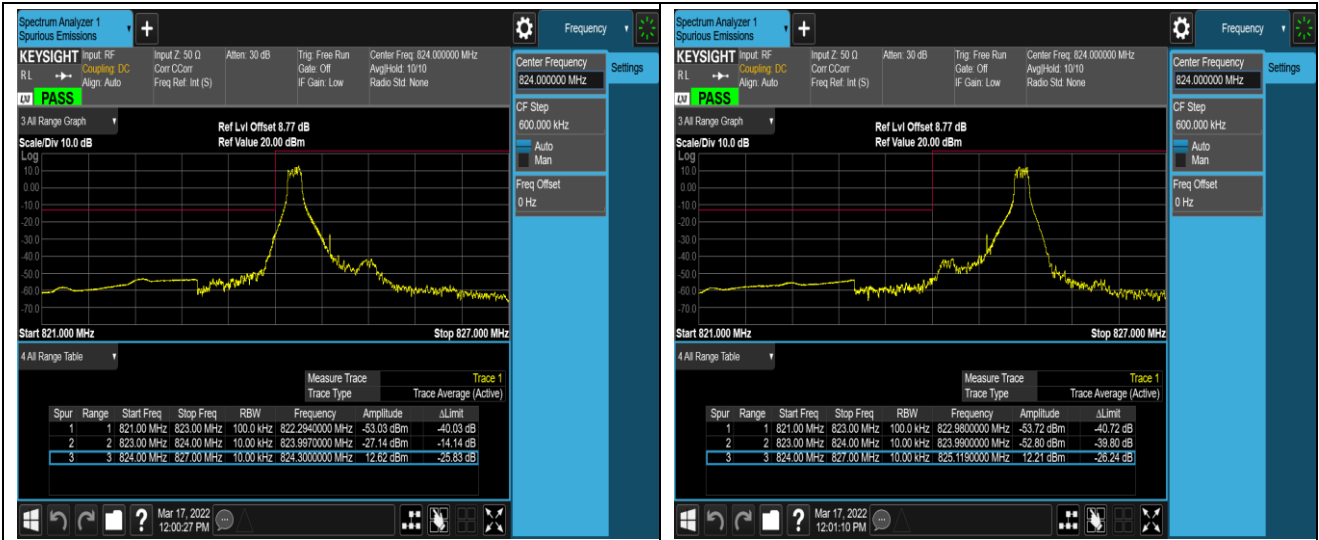 Spectrum Analyzer 1
Spurious Emissions
+
Frequency
KEYSIGHT Input: RF Input Z: 50 Ω Atten: 30 dB Trig: Free Run Center Freq: 824.000000 MHz
Coupling: DC Corr CCorr Gate: Off Avg|Hold: 10/10
R L Align: Auto Freq Ref: Int (S) IF Gain: Low Radio Std: None
LXI PASS
Center Frequency
824.000000 MHz
Settings
CF Step
600.000 kHz
Auto
Man
Freq Offset
0 Hz
3 All Range Graph
Ref Lvl Offset 8.77 dB
Scale/Div 10.0 dB Ref Value 20.00 dBm
Log
10.0
0.00
-10.0
-20.0
-30.0
-40.0
-50.0
-60.0
-70.0
Start 821.000 MHz Stop 827.000 MHz
4 All Range Table
Measure Trace Trace 1
Trace Type Trace Average (Active)
Spur Range Start Freq Stop Freq RBW Frequency Amplitude ΔLimit
1 1 821.00 MHz 823.00 MHz 100.0 kHz 822.2940000 MHz -53.03 dBm -40.03 dB
2 2 823.00 MHz 824.00 MHz 10.00 kHz 823.9970000 MHz -27.14 dBm -14.14 dB
3 3 824.00 MHz 827.00 MHz 10.00 kHz 824.3000000 MHz 12.62 dBm -25.83 dB
? Mar 17, 2022
12:00:27 PM
Spectrum Analyzer 1
Spurious Emissions
+
Frequency
KEYSIGHT Input: RF Input Z: 50 Ω Atten: 30 dB Trig: Free Run Center Freq: 824.000000 MHz
Coupling: DC Corr CCorr Gate: Off Avg|Hold: 10/10
R L Align: Auto Freq Ref: Int (S) IF Gain: Low Radio Std: None
LXI PASS
Center Frequency
824.000000 MHz
Settings
CF Step
600.000 kHz
Auto
Man
Freq Offset
0 Hz
3 All Range Graph
Ref Lvl Offset 8.77 dB
Scale/Div 10.0 dB Ref Value 20.00 dBm
Log
10.0
0.00
-10.0
-20.0
-30.0
-40.0
-50.0
-60.0
-70.0
Start 821.000 MHz Stop 827.000 MHz
4 All Range Table
Measure Trace Trace 1
Trace Type Trace Average (Active)
Spur Range Start Freq Stop Freq RBW Frequency Amplitude ΔLimit
1 1 821.00 MHz 823.00 MHz 100.0 kHz 822.9800000 MHz -53.72 dBm -40.72 dB
2 2 823.00 MHz 824.00 MHz 10.00 kHz 823.9900000 MHz -52.80 dBm -39.80 dB
3 3 824.00 MHz 827.00 MHz 10.00 kHz 825.1190000 MHz 12.21 dBm -26.24 dB
? Mar 17, 2022
12:01:10 PM